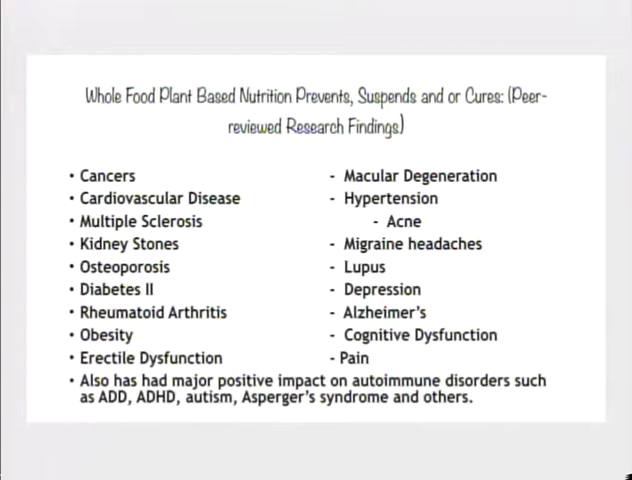 Whole Food Plant Based Nutrition Prevents, Suspends and or Cures: (Peer-
reviewed Research Findings)
• Cancers
• Cardiovascular Disease
• Multiple Sclerosis
• Kidney Stones
• Osteoporosis
• Diabetes II
• Rheumatoid Arthritis
• Obesity
• Erectile Dysfunction
- Macular Degeneration
- Hypertension
- Acne
- Migraine headaches
- Lupus
- Depression
- Alzheimer's
- Cognitive Dysfunction
- Pain
• Also has had major positive impact on autoimmune disorders such
as ADD, ADHD, autism, Asperger's syndrome and others.